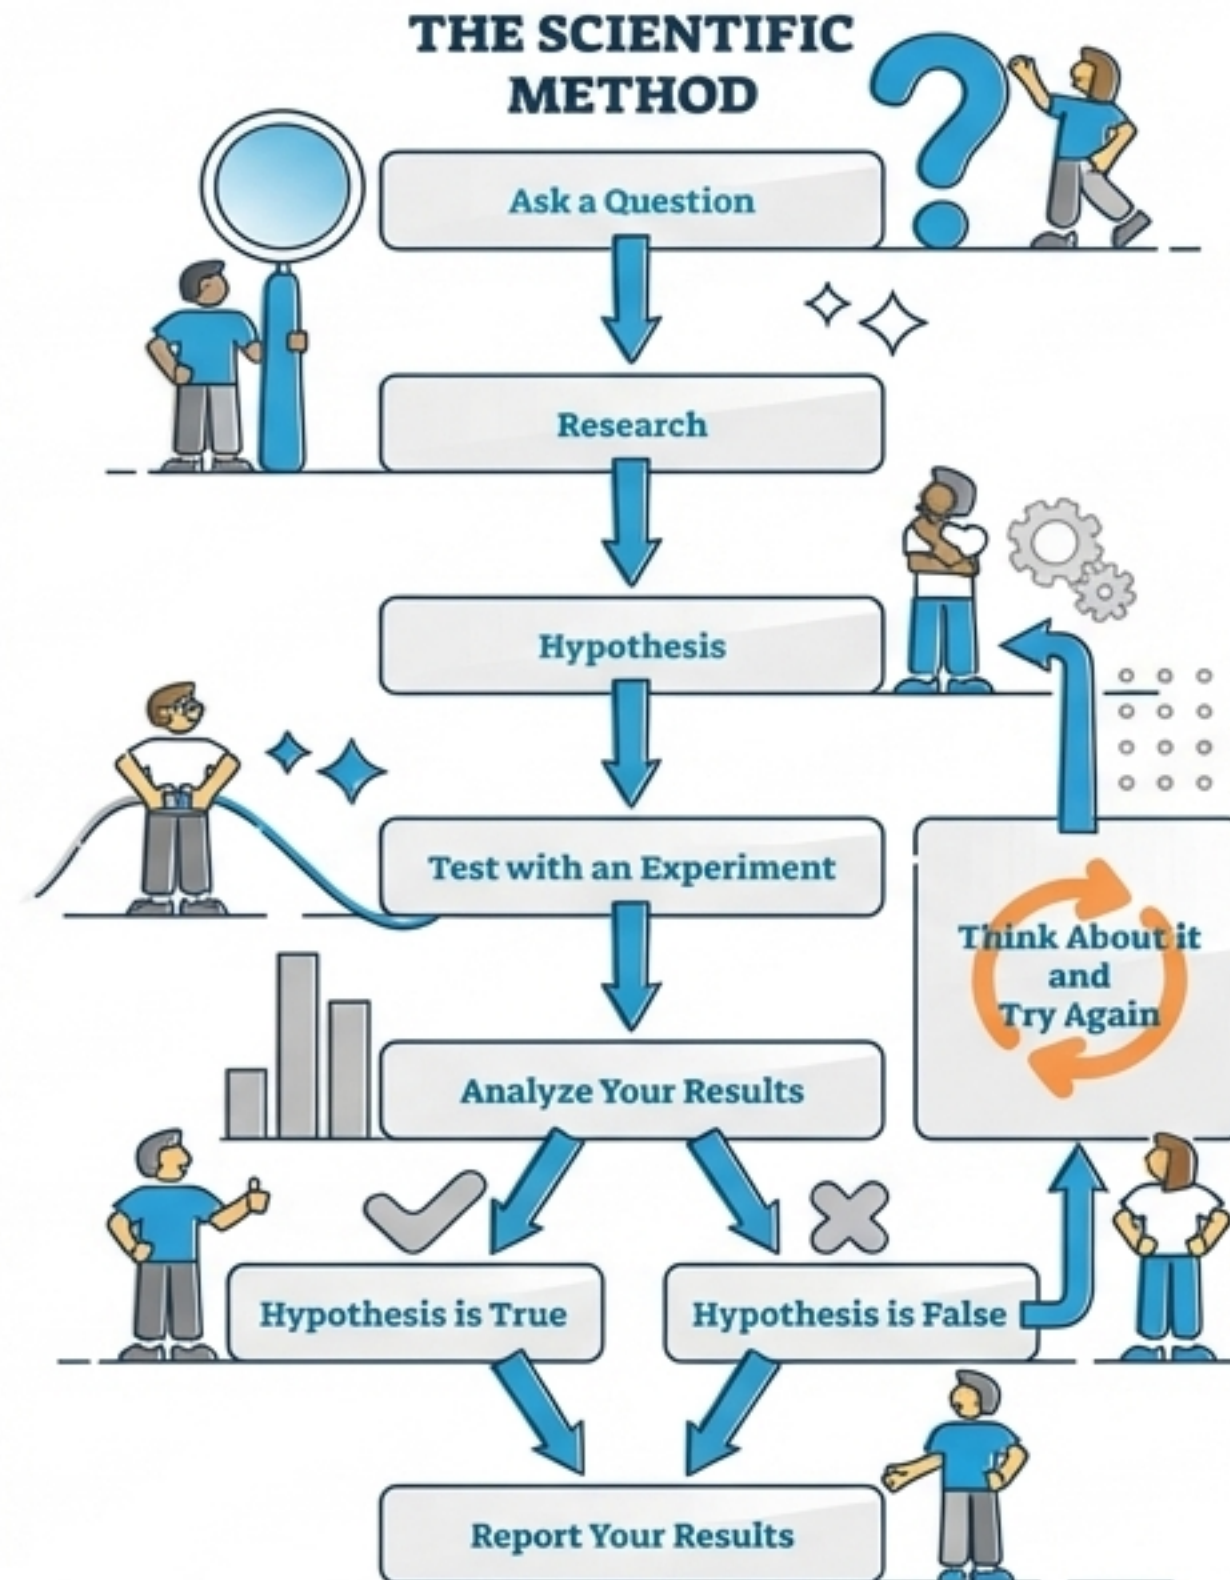 THE SCIENTIFIC
METHOD
Ask a Question
Research
Hypothesis
Test with an Experiment
Think About it
and
Try Again
Analyze Your Results
Hypothesis is True
Hypothesis is False
Report Your Results